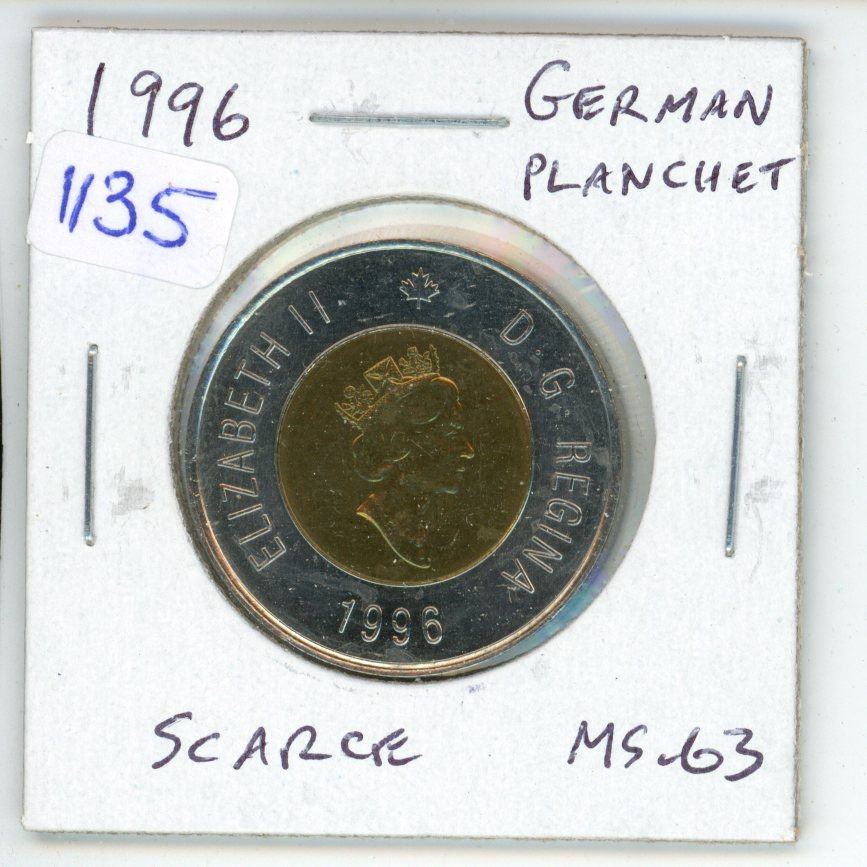 1996
GERMAN
PLANCHET
1135
ELIZABETH II D. G. REGINA
1996
SCARCE MS.63